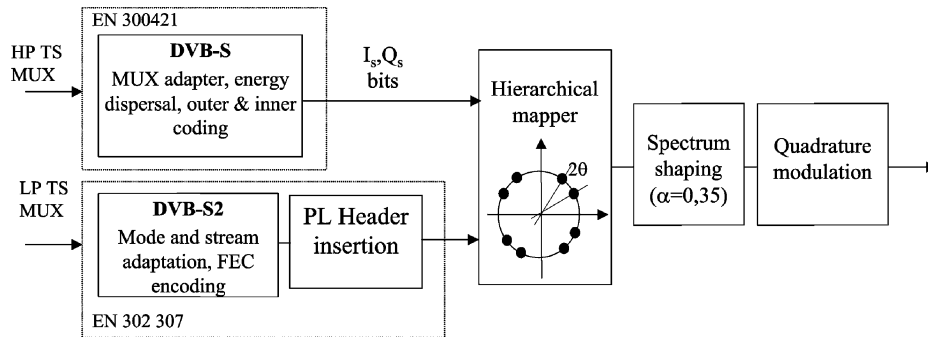 EN 300421
HP TS
MUX
DVB-S
MUX adapter, energy
dispersal, outer & inner
coding
Is,Qs
bits
Hierarchical
mapper
2θ
Spectrum
shaping
(α=0,35)
Quadrature
modulation
LP TS
MUX
DVB-S2
Mode and stream
adaptation, FEC
encoding
PL Header
insertion
EN 302 307